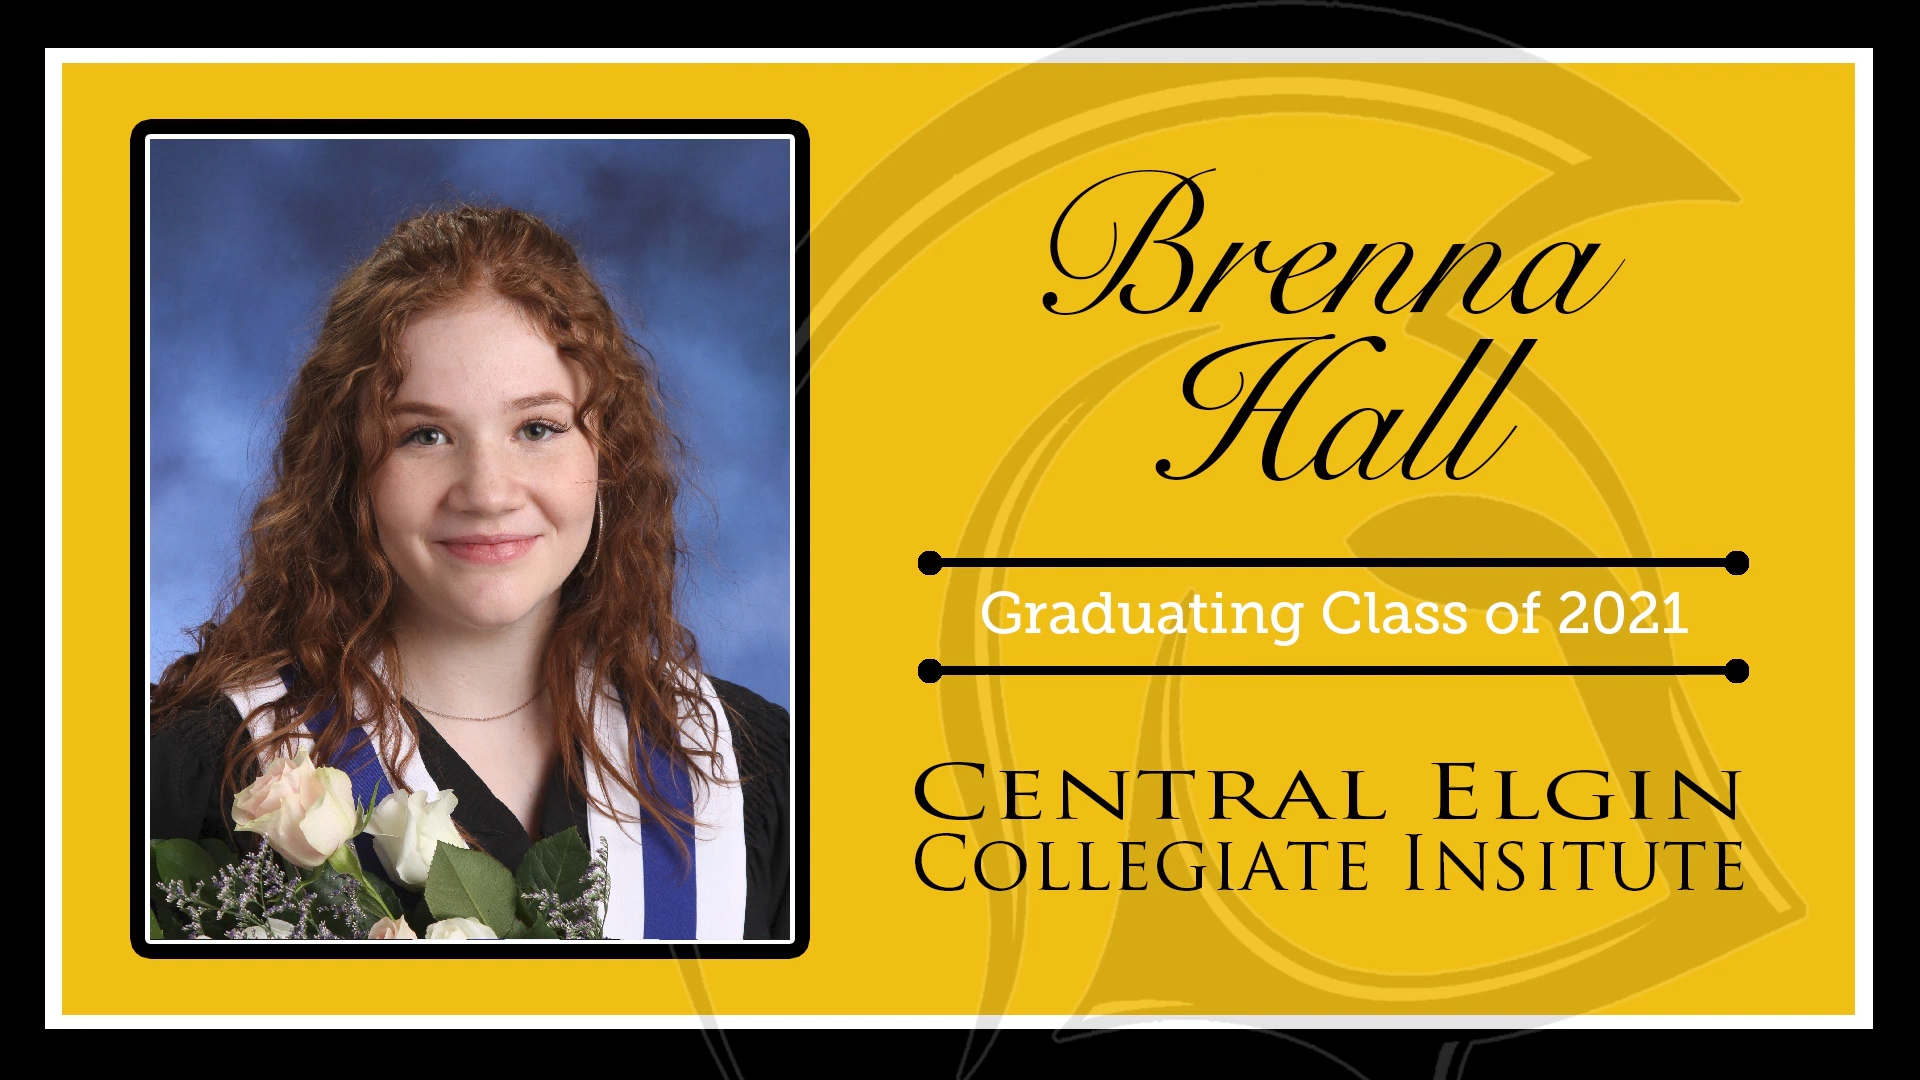 Brenna
Hall
Graduating Class of 2021
Central Elgin
Collegiate Insitute